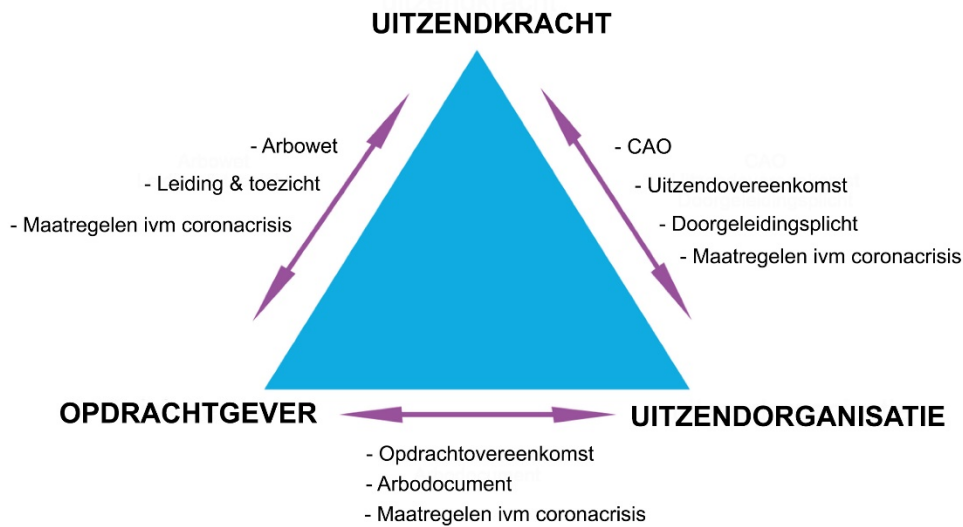 UITZENDKRACHT
- Arbowet
- Leiding & toezicht
- Maatregelen ivm coronacrisis
- CAO
- Uitzendovereenkomst
- Doorgeleidingsplicht
- Maatregelen ivm coronacrisis
OPDRACHTGEVER
UITZENDORGANISATIE
- Opdrachtovereenkomst
- Arbodocument
- Maatregelen ivm coronacrisis